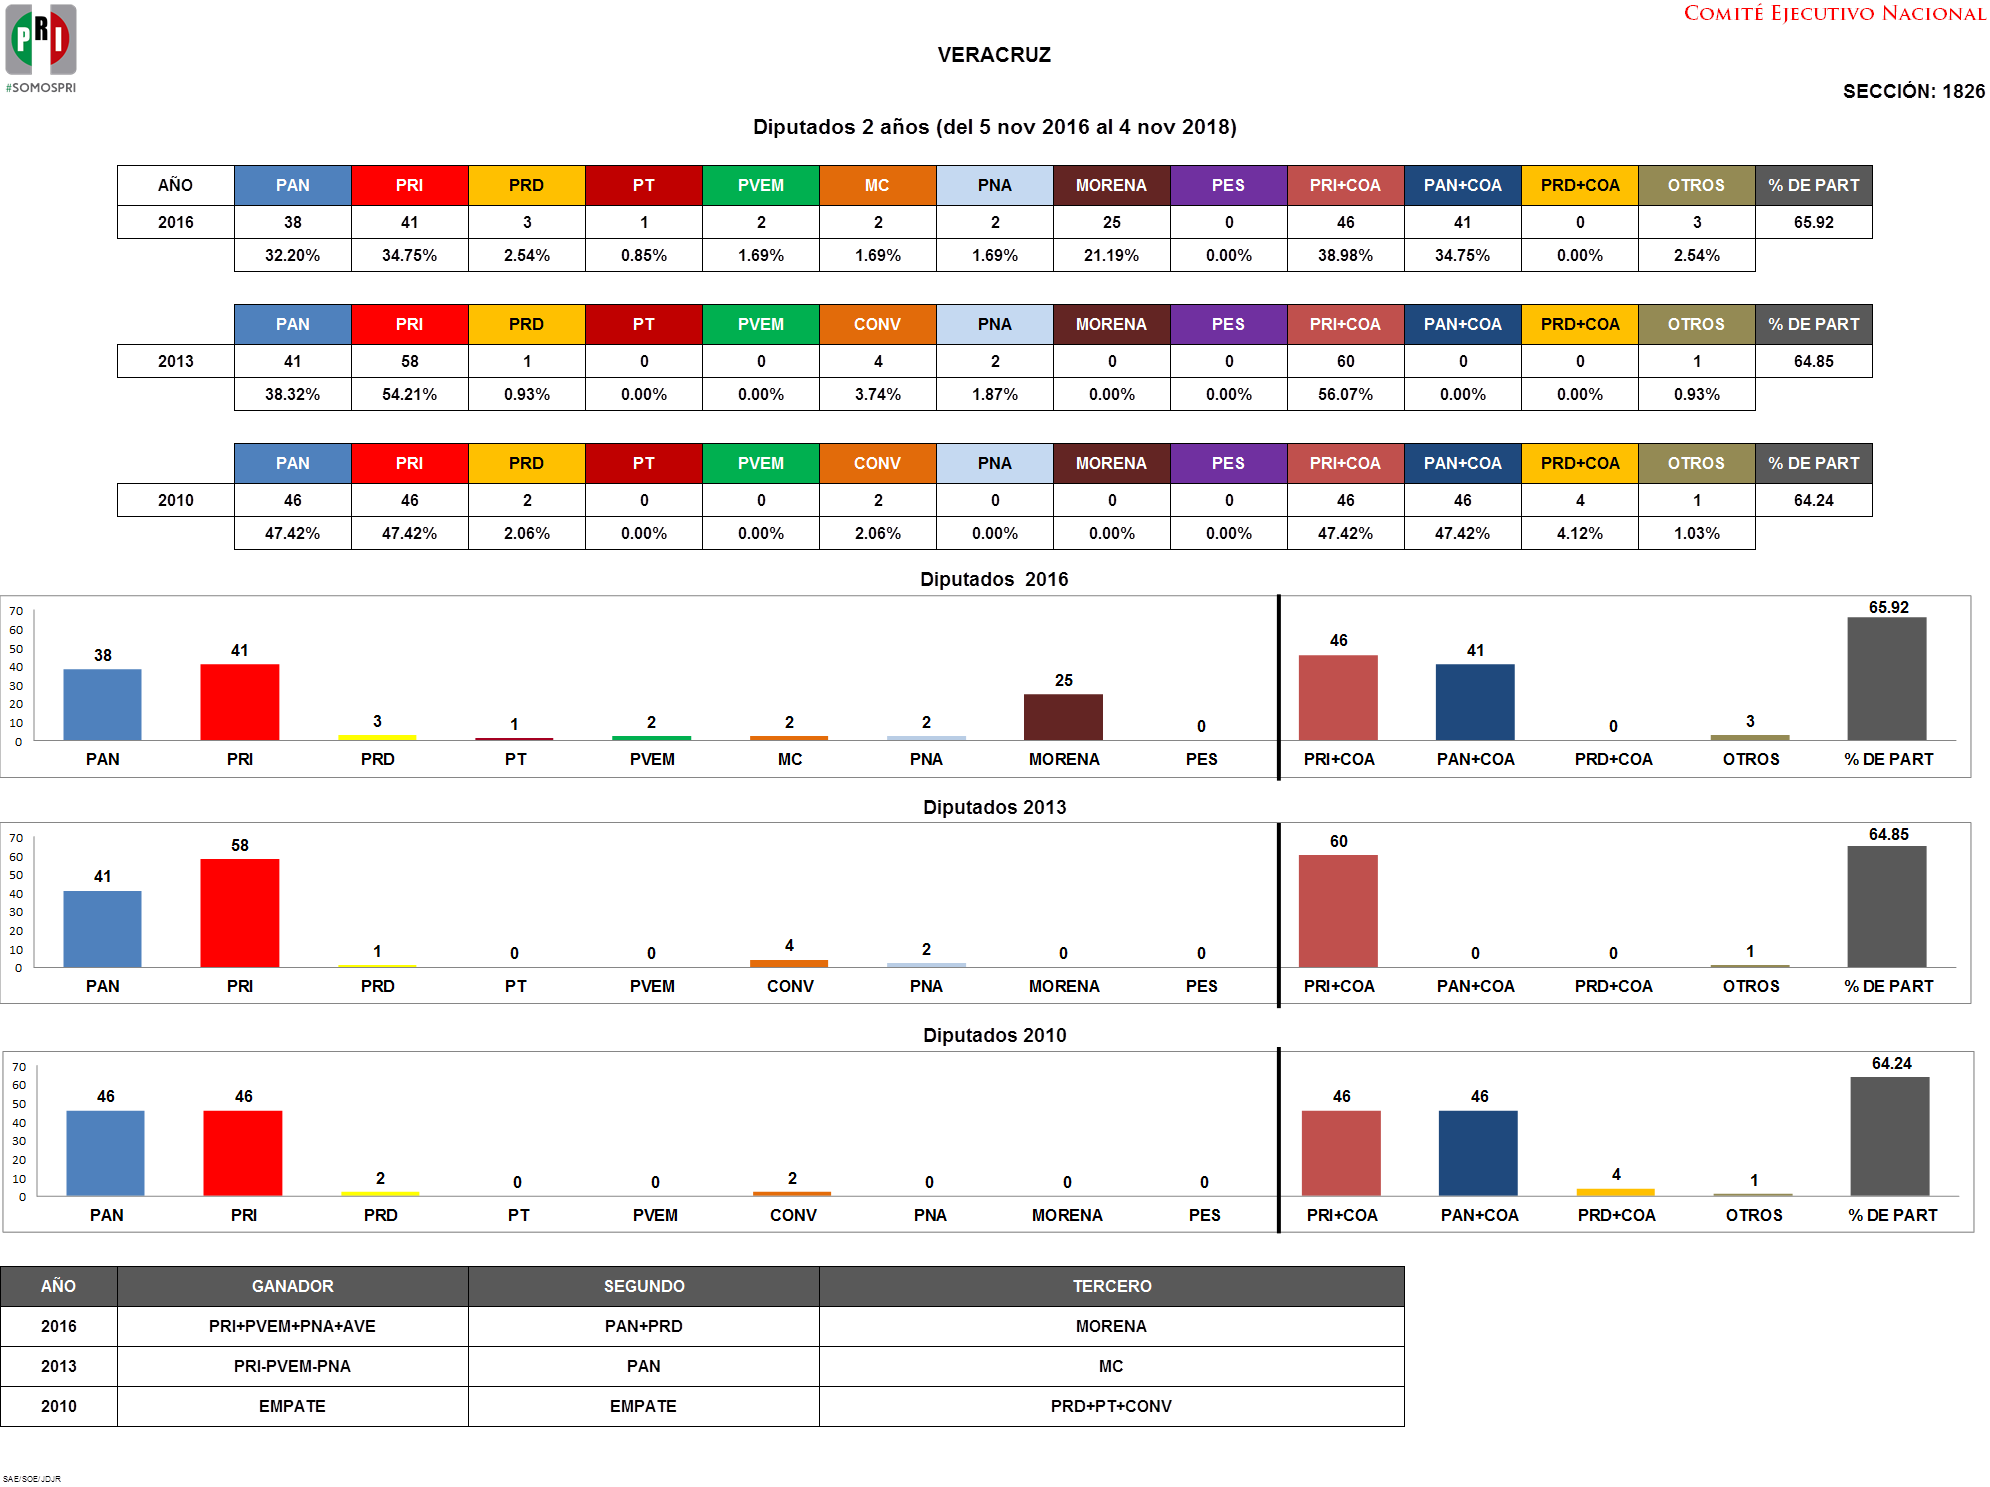 PRI
#SOMOSPRI
COMITÉ EJECUTIVO NACIONAL
VERACRUZ
SECCIÓN: 1826
Diputados 2 años (del 5 nov 2016 al 4 nov 2018)
AÑO PAN PRI PRD PT PVEM MC PNA MORENA PES PRI+COA PAN+COA PRD+COA OTROS % DE PART
2016 38 41 3 1 2 2 2 25 0 46 41 0 3 65.92
32.20% 34.75% 2.54% 0.85% 1.69% 1.69% 1.69% 21.19% 0.00% 38.98% 34.75% 0.00% 2.54%
PAN PRI PRD PT PVEM CONV PNA MORENA PES PRI+COA PAN+COA PRD+COA OTROS % DE PART
2013 41 58 1 0 0 4 2 0 0 60 0 0 1 64.85
38.32% 54.21% 0.93% 0.00% 0.00% 3.74% 1.87% 0.00% 0.00% 56.07% 0.00% 0.00% 0.93%
PAN PRI PRD PT PVEM CONV PNA MORENA PES PRI+COA PAN+COA PRD+COA OTROS % DE PART
2010 46 46 2 0 0 2 0 0 0 46 46 4 1 64.24
47.42% 47.42% 2.06% 0.00% 0.00% 2.06% 0.00% 0.00% 0.00% 47.42% 47.42% 4.12% 1.03%
Diputados 2016
70
60
50
40
30
20
10
0
38 41 3 1 2 2 2 25 0 46 41 0 3 65.92
PAN PRI PRD PT PVEM MC PNA MORENA PES PRI+COA PAN+COA PRD+COA OTROS % DE PART
Diputados 2013
70
60
50
40
30
20
10
0
41 58 1 0 0 4 2 0 0 60 0 0 1 64.85
PAN PRI PRD PT PVEM CONV PNA MORENA PES PRI+COA PAN+COA PRD+COA OTROS % DE PART
Diputados 2010
70
60
50
40
30
20
10
0
46 46 2 0 0 2 0 0 0 46 46 4 1 64.24
PAN PRI PRD PT PVEM CONV PNA MORENA PES PRI+COA PAN+COA PRD+COA OTROS % DE PART
AÑO GANADOR SEGUNDO TERCERO
2016 PRI+PVEM+PNA+AVE PAN+PRD MORENA
2013 PRI-PVEM-PNA PAN MC
2010 EMPATE EMPATE PRD+PT+CONV
SAE/SOE/JDJR